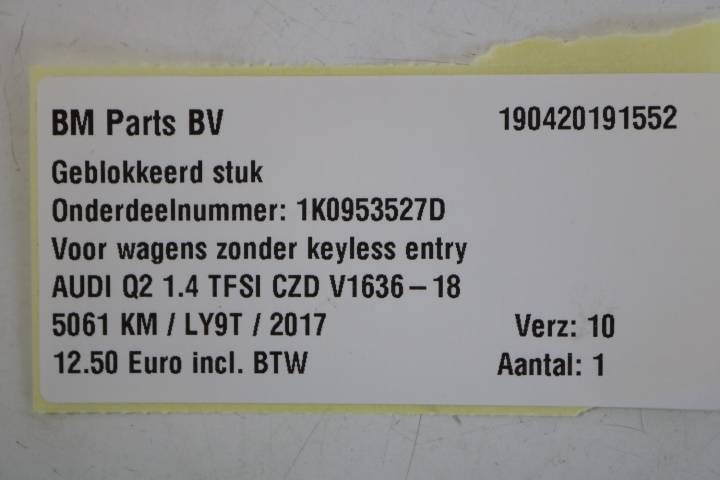 BM Parts BV 190420191552
Geblokkeerd stuk
Onderdeelnummer: 1K0953527D
Voor wagens zonder keyless entry
AUDI Q2 1.4 TFSI CZD V1636-18
5061 KM / LY9T / 2017 Verz: 10
12.50 Euro incl. BTW Aantal: 1